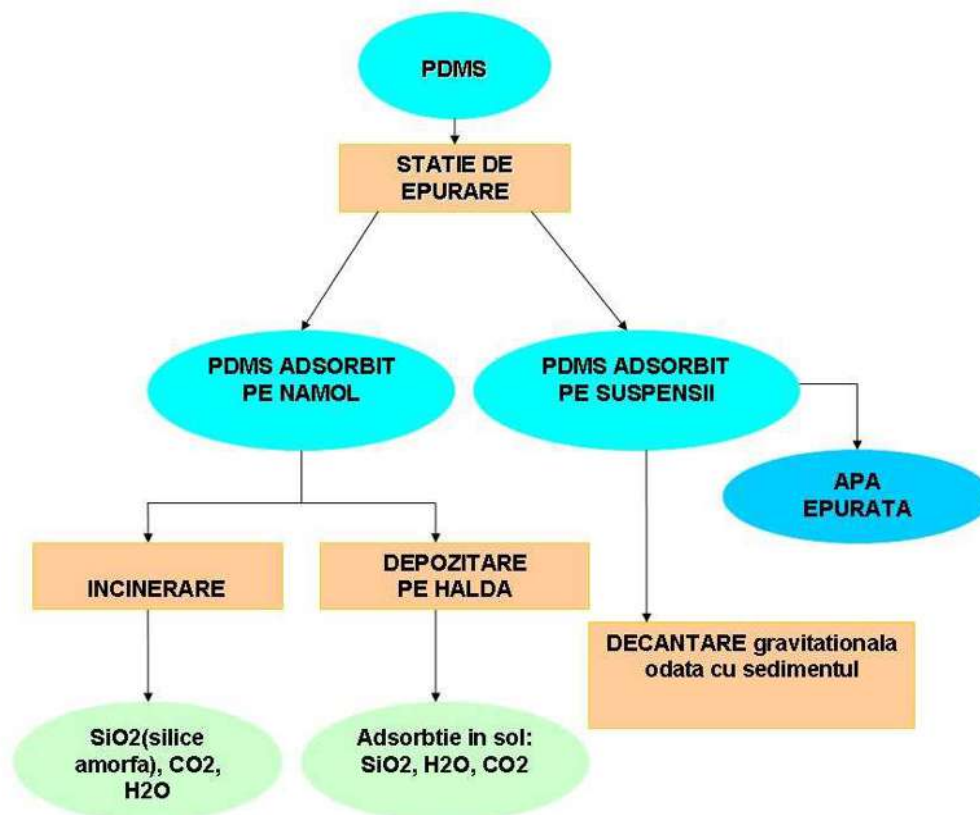 PDMS
STATIE DE
EPURARE
PDMS ADSORBIT
PE NAMOL
PDMS ADSORBIT
PE SUSPENSII
APA
EPURATA
INCINERARE
DEPOZITARE
PE HALDA
DECANTARE gravitationala
odata cu sedimentul
SiO2(silice
amorfa), CO2,
H2O
Adsorbtie in sol:
SiO2, H2O, CO2